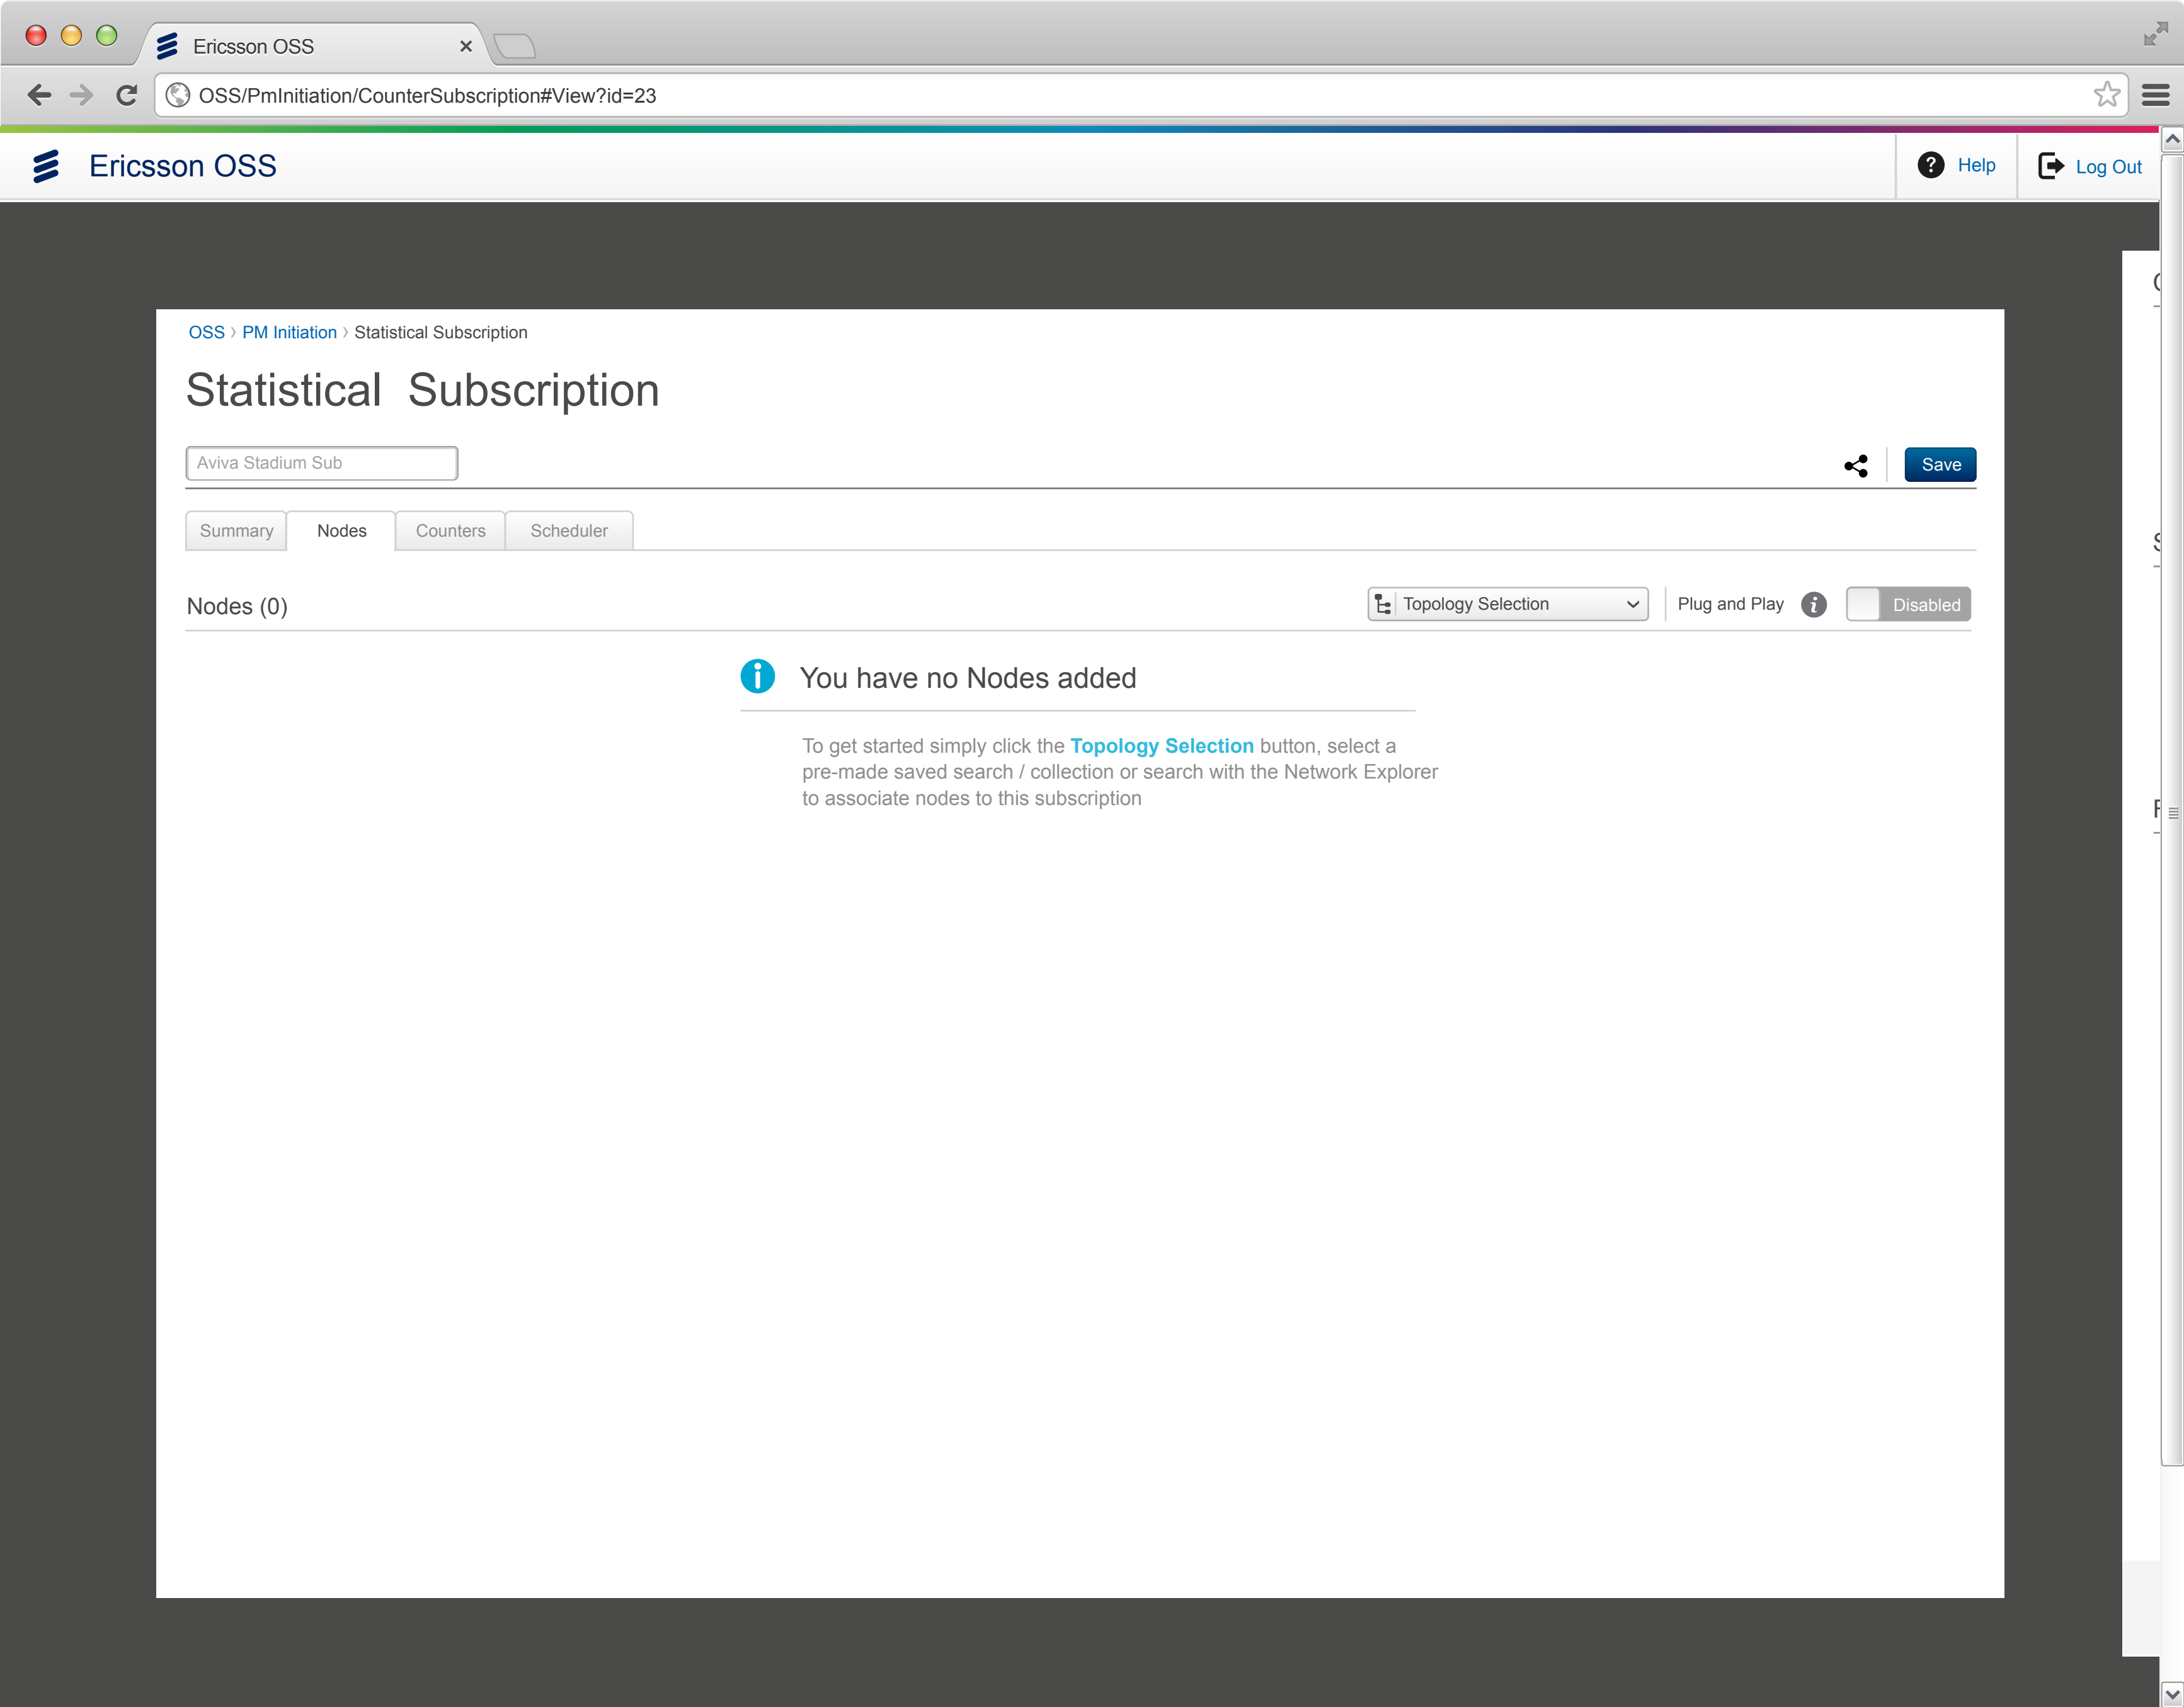 Ericsson OSS
OSS/PmInitiation/CounterSubscription#View?id=23
Ericsson OSS
Help
Log Out
OSS › PM Initiation › Statistical Subscription
Statistical Subscription
Aviva Stadium Sub
Save
Summary
Nodes
Counters
Scheduler
Nodes (0)
Topology Selection
Plug and Play
Disabled
You have no Nodes added
To get started simply click the Topology Selection button, select a
pre-made saved search / collection or search with the Network Explorer
to associate nodes to this subscription